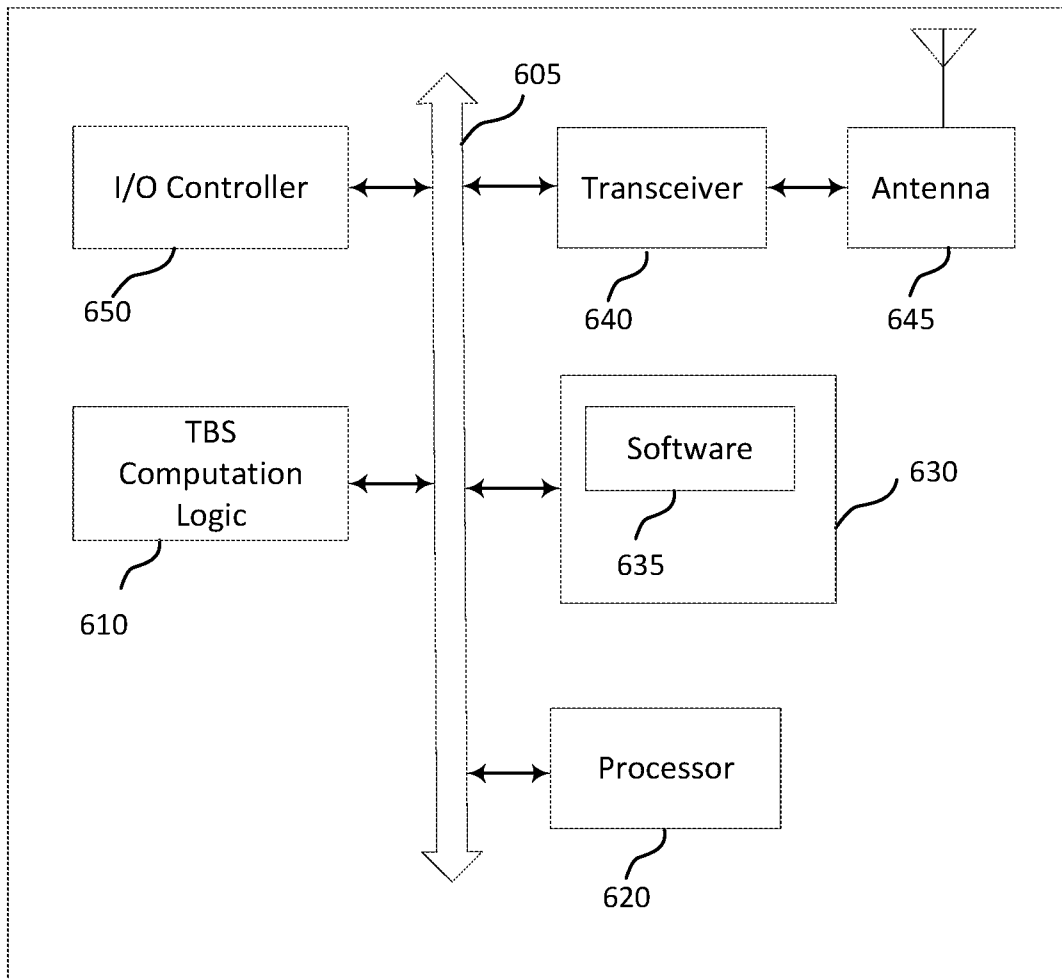 605
I/O Controller
Transceiver
Antenna
650
640
645
TBS
Computation
Logic
Software
630
635
610
Processor
620